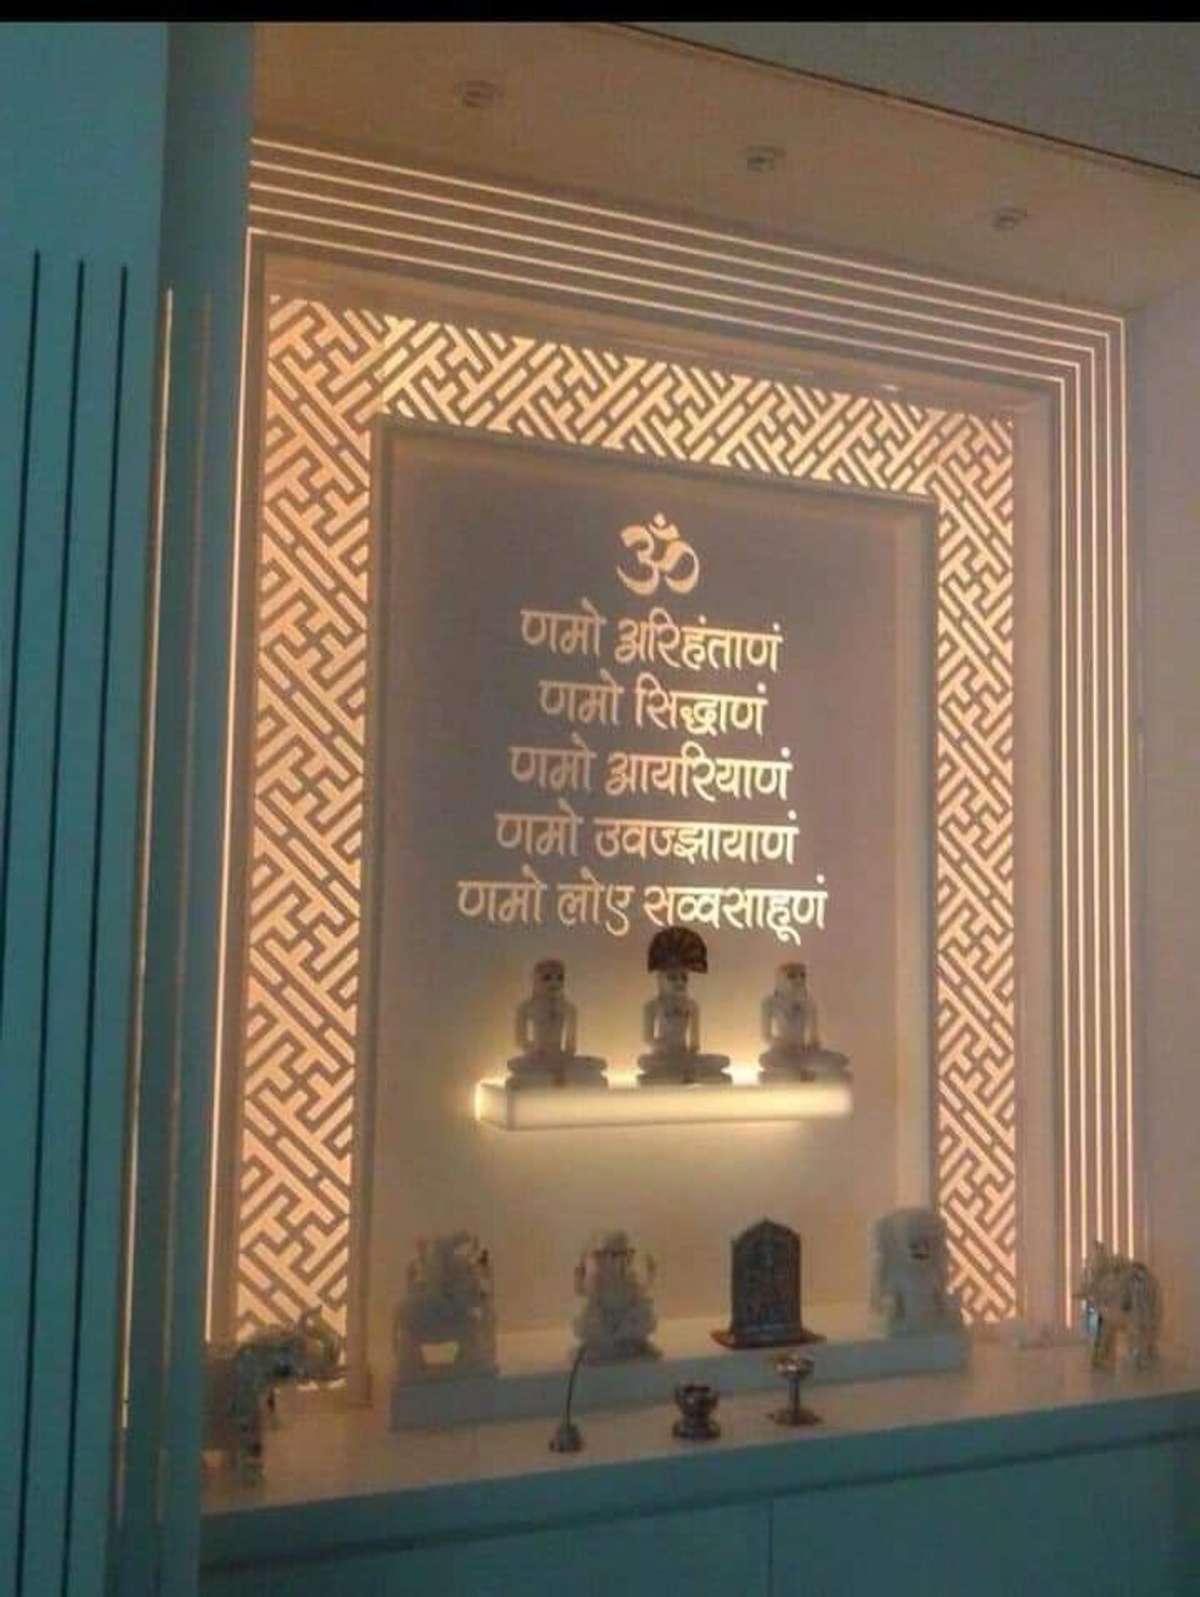 ॐ
णमो अरिहंताणं
णमो सिद्धाणं
णमो आयरियाणं
णमो उवज्झायाणं
णमो लोए सव्वसाहूणं